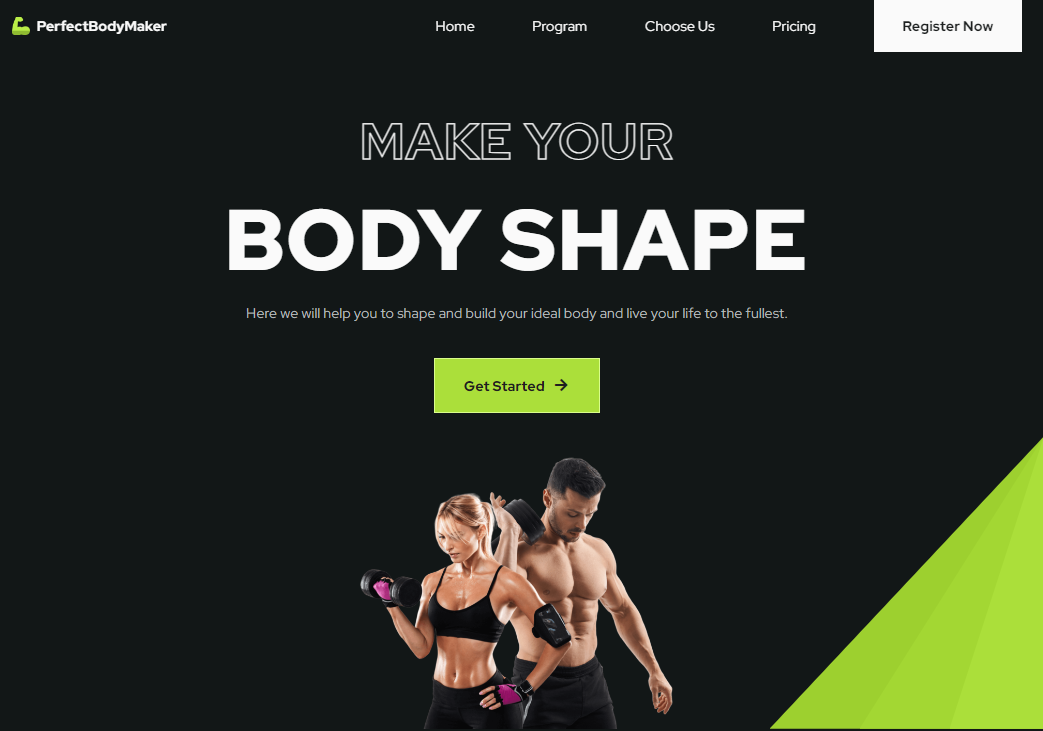 PerfectBodyMaker
Home Program Choose Us Pricing Register Now
MAKE YOUR
BODY SHAPE
Here we will help you to shape and build your ideal body and live your life to the fullest.
Get Started →